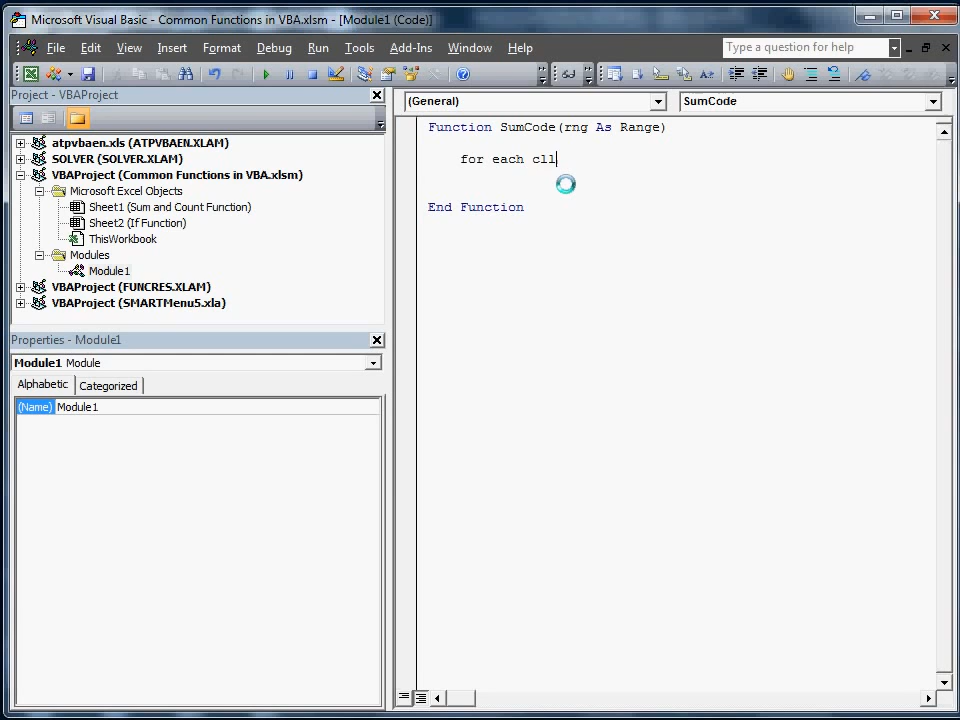 Microsoft Visual Basic - Common Functions in VBA.xlsm - [Module1 (Code)]
File Edit View Insert Format Debug Run Tools Add-Ins Window Help
Type a question for help
Project - VBAProject
atpvbaen.xls (ATPVBAEN.XLAM)
SOLVER (SOLVER.XLAM)
VBAProject (Common Functions in VBA.xlsm)
Microsoft Excel Objects
Sheet1 (Sum and Count Function)
Sheet2 (If Function)
ThisWorkbook
Modules
Module1
VBAProject (FUNCRES.XLAM)
VBAProject (SMARTMenu5.xla)
Properties - Module1
Module1 Module
Alphabetic Categorized
(Name) Module1
(General) SumCode
Function SumCode(rng As Range)
for each cll
End Function